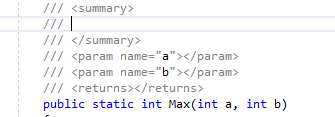 /// <summary>
///
/// </summary>
/// <param name="a"></param>
/// <param name="b"></param>
/// <returns></returns>
public static int Max(int a, int b)